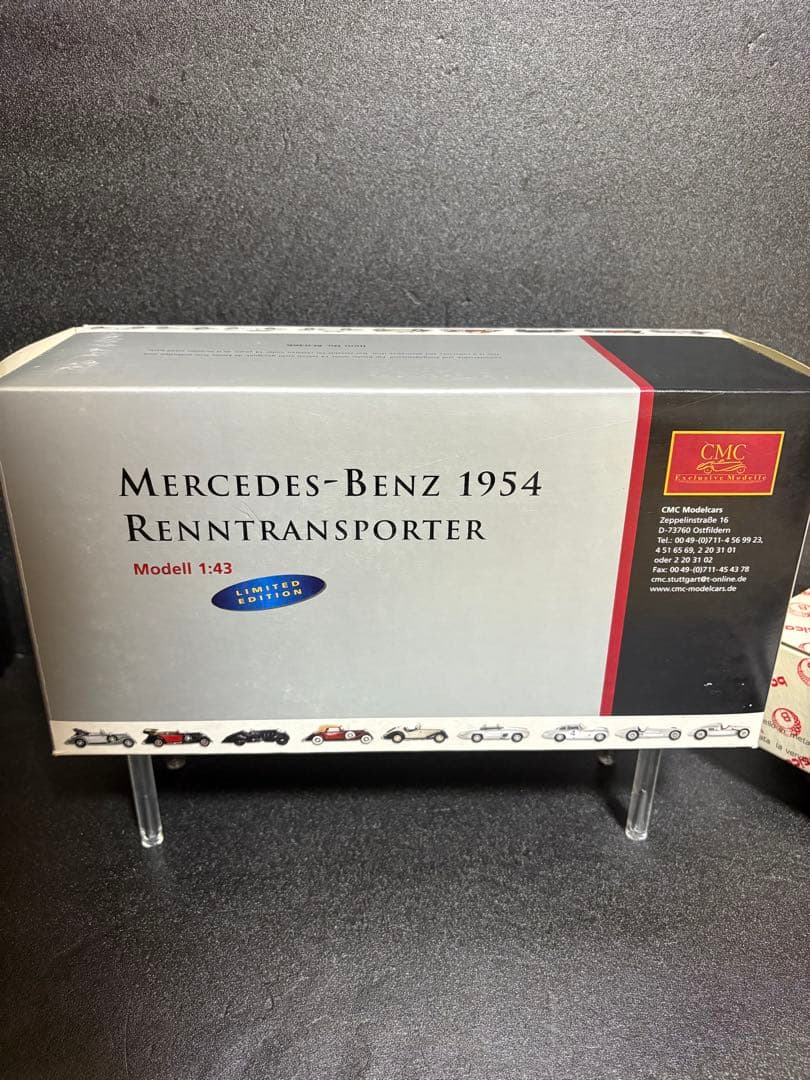 MERCEDES-BENZ 1954
RENNTRANSPORTER
Modell 1:43
LIMITED
EDITION
CMC
Exclusive Modelle
CMC Modelcars
Zeppelinstraße 16
D-73760 Ostfildern
Tel.: 00 49-(0)711-4 56 99 23,
4 51 65 69, 2 20 31 01
oder 2 20 31 02
Fax: 00 49-(0)711-45 43 78
cmc.stuttgart@t-online.de
www.cmc-modelcars.de
4